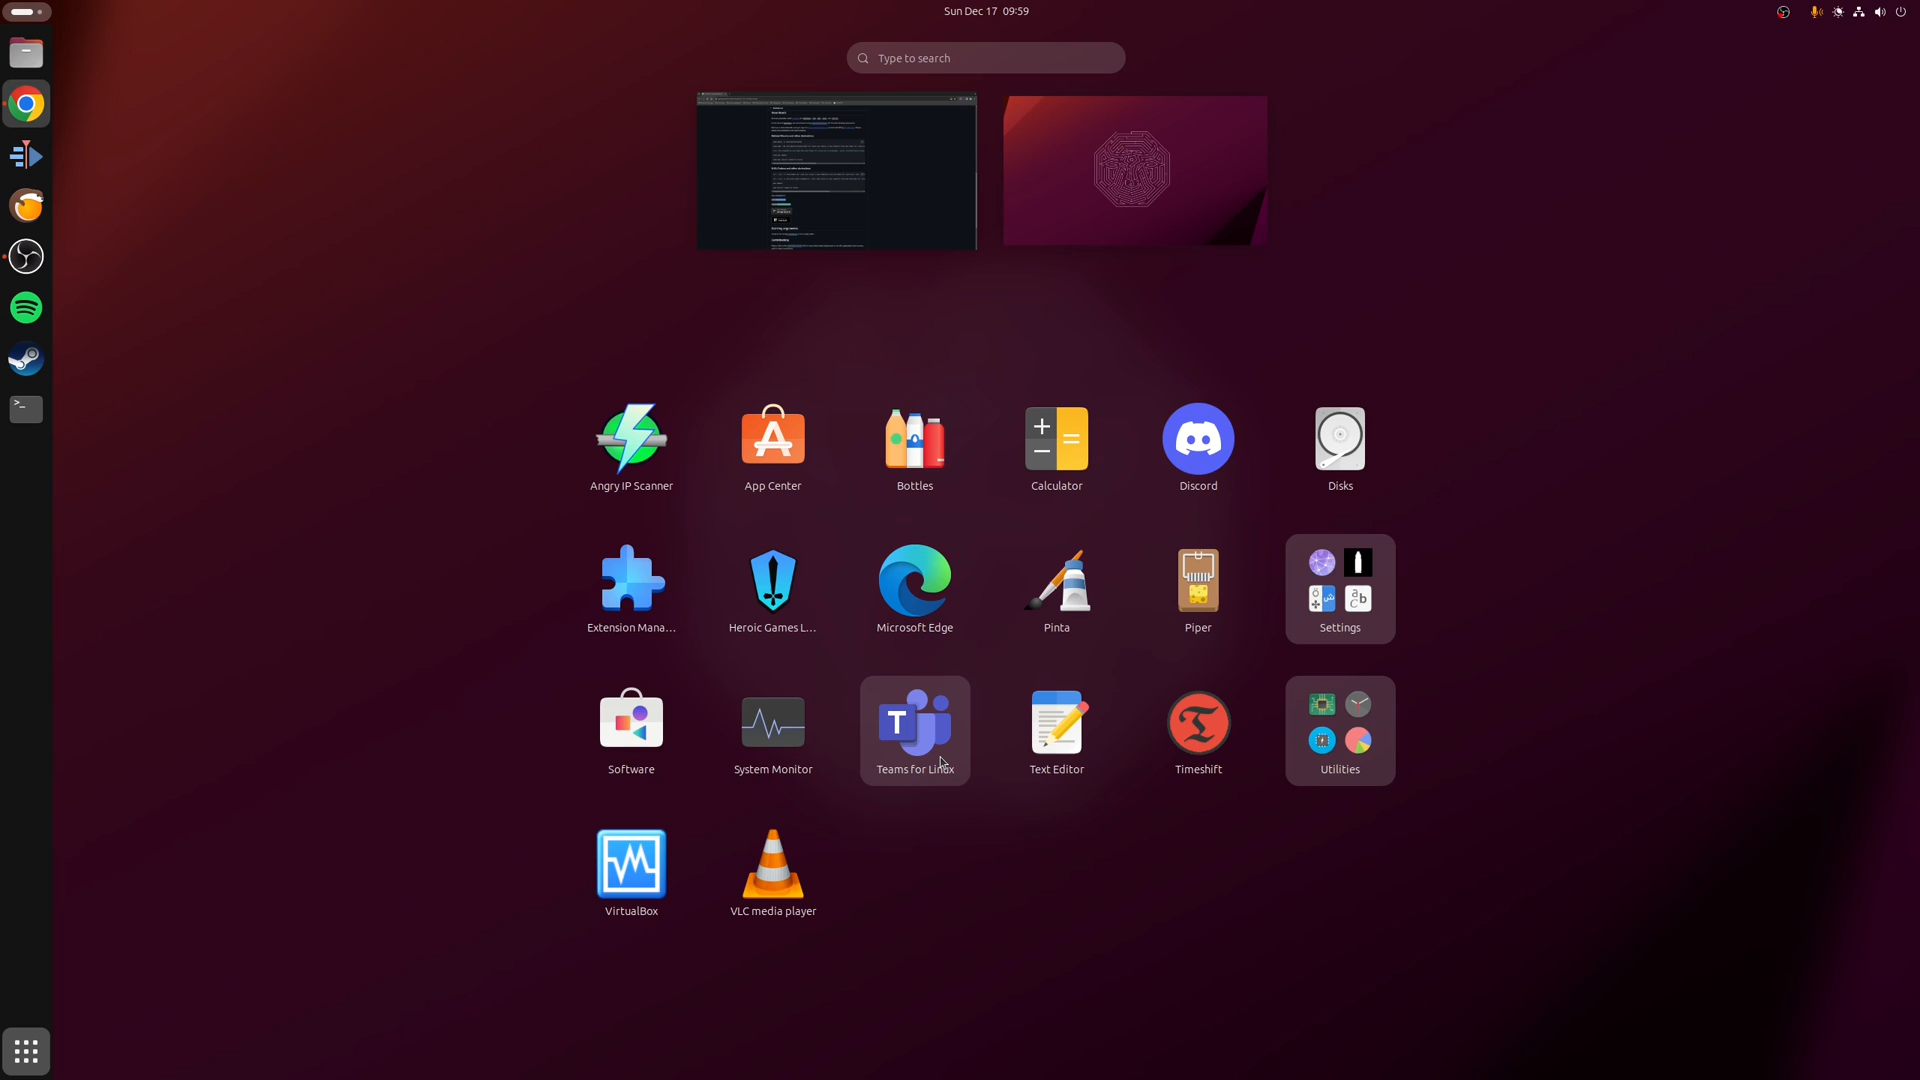 Sun Dec 17 09:59
Type to search
Angry IP Scanner
App Center
Bottles
Calculator
Discord
Disks
Extension Mana...
Heroic Games L...
Microsoft Edge
Pinta
Piper
Settings
Software
System Monitor
Teams for Linux
Text Editor
Timeshift
Utilities
VirtualBox
VLC media player